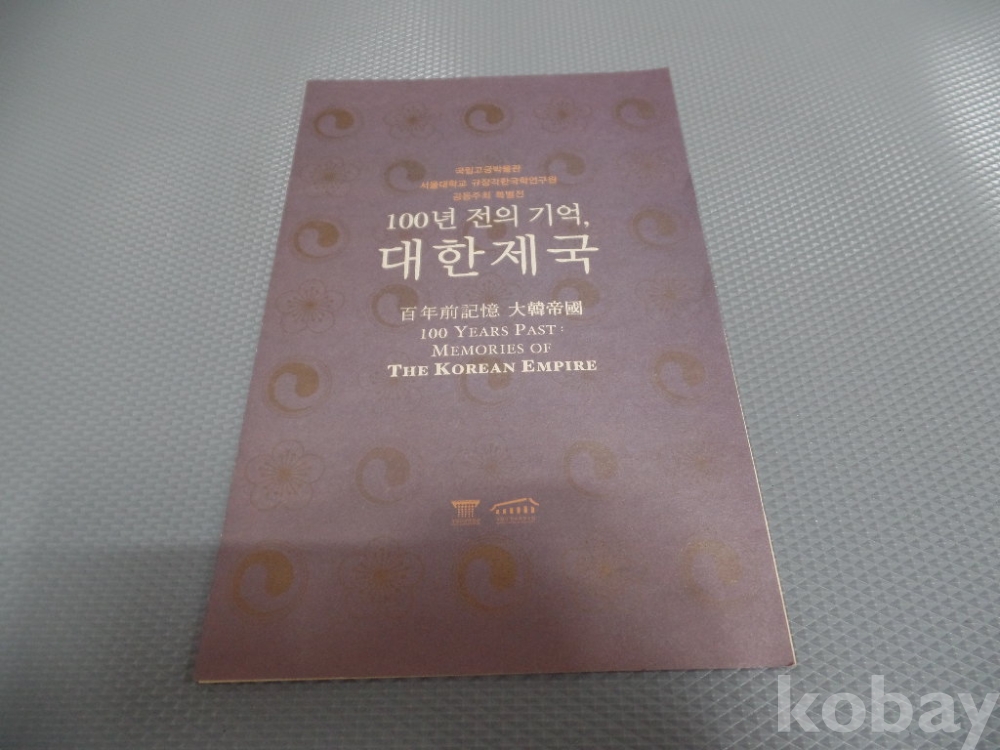 국립고궁박물관
서울대학교 규장각한국학연구원
공동주최 특별전
100년 전의 기억,
대한제국
百年前記憶 大韓帝國
100 YEARS PAST :
MEMORIES OF
THE KOREAN EMPIRE
kobay